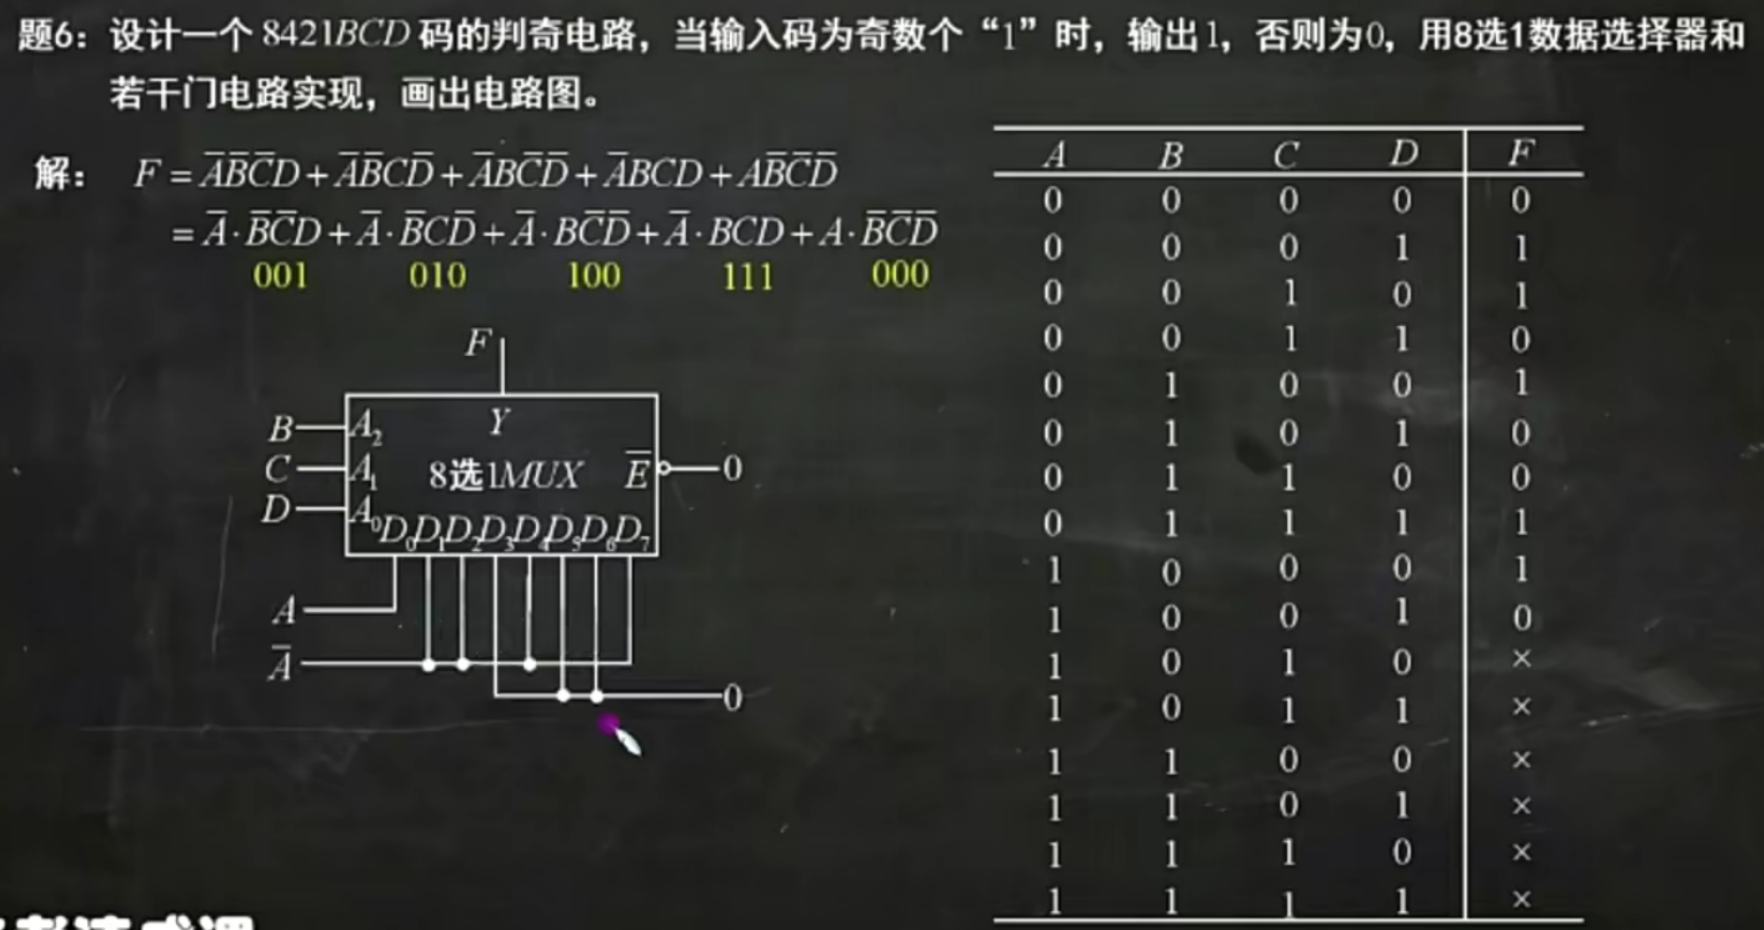 题6：设计一个8421BCD码的判奇电路，当输入码为奇数个“1”时，输出1，否则为0，用8选1数据选择器和
若干门电路实现，画出电路图。
解： F = A̅B̅C̅D + A̅B̅CD̅ + A̅BC̅D̅ + A̅BCD + AB̅C̅D̅
= A̅·B̅C̅D + A̅·B̅CD̅ + A̅·BC̅D̅ + A̅·BCD + A·B̅C̅D̅
001 010 100 111 000
F
B A₂ Y
C A₁ 8选1MUX E̅ 0
D A₀
D₀ D₁ D₂ D₃ D₄ D₅ D₆ D₇
A
A̅
0
A B C D F
0 0 0 0 0
0 0 0 1 1
0 0 1 0 1
0 0 1 1 0
0 1 0 0 1
0 1 0 1 0
0 1 1 0 0
0 1 1 1 1
1 0 0 0 1
1 0 0 1 0
1 0 1 0 ×
1 0 1 1 ×
1 1 0 0 ×
1 1 0 1 ×
1 1 1 0 ×
1 1 1 1 ×